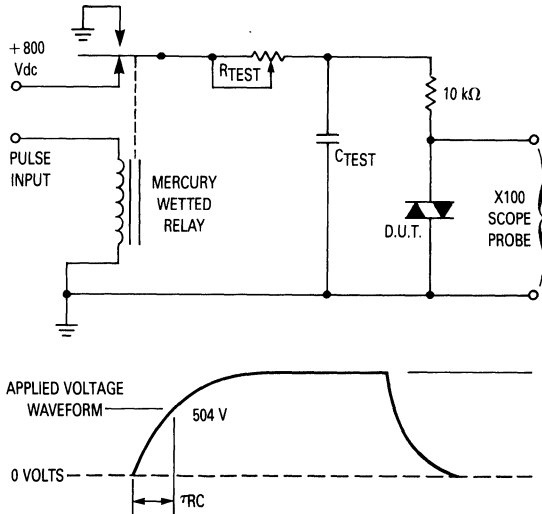 + 800
Vdc
RTEST
10 kΩ
PULSE
INPUT
MERCURY
WETTED
RELAY
CTEST
D.U.T.
X100
SCOPE
PROBE
APPLIED VOLTAGE
WAVEFORM
504 V
0 VOLTS
τRC